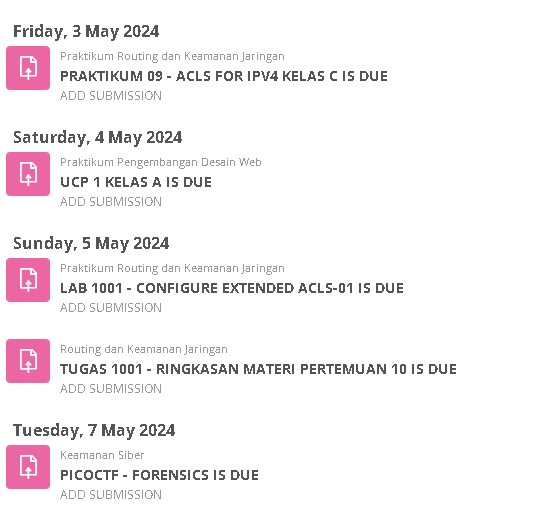 Friday, 3 May 2024
Praktikum Routing dan Keamanan Jaringan
PRAKTIKUM 09 - ACLS FOR IPV4 KELAS C IS DUE
ADD SUBMISSION
Saturday, 4 May 2024
Praktikum Pengembangan Desain Web
UCP 1 KELAS A IS DUE
ADD SUBMISSION
Sunday, 5 May 2024
Praktikum Routing dan Keamanan Jaringan
LAB 1001 - CONFIGURE EXTENDED ACLS-01 IS DUE
ADD SUBMISSION
Routing dan Keamanan Jaringan
TUGAS 1001 - RINGKASAN MATERI PERTEMUAN 10 IS DUE
ADD SUBMISSION
Tuesday, 7 May 2024
Keamanan Siber
PICOCTF - FORENSICS IS DUE
ADD SUBMISSION